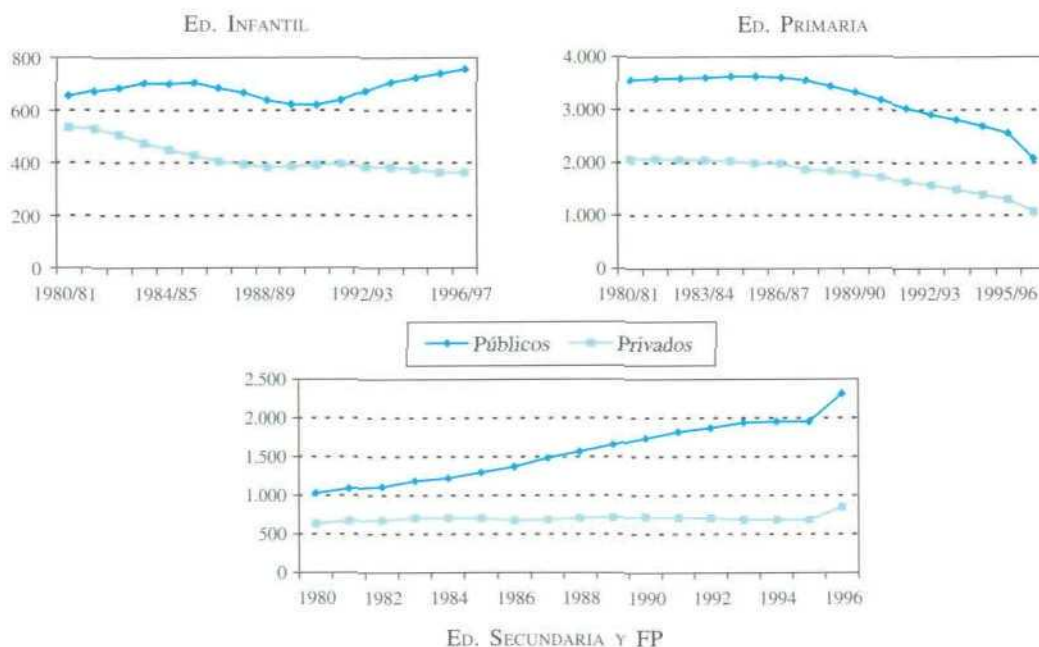 ED. INFANTIL
800
600
400
200
0
1980/81 1984/85 1988/89 1992/93 1996/97
ED. PRIMARIA
4.000
3.000
2.000
1.000
0
1980/81 1983/84 1986/87 1989/90 1992/93 1995/96
Públicos Privados
2.500
2.000
1.500
1.000
500
0
1980 1982 1984 1986 1988 1990 1992 1994 1996
ED. SECUNDARIA Y FP